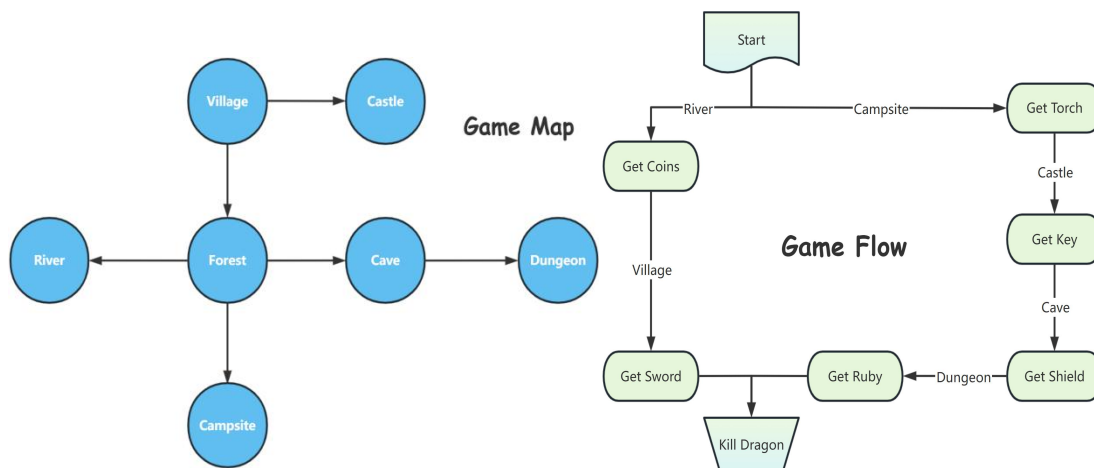 Village
Castle
Game Map
River
Forest
Cave
Dungeon
Campsite
Start
River
Campsite
Get Torch
Get Coins
Castle
Game Flow
Get Key
Village
Cave
Get Sword
Get Ruby
Dungeon
Get Shield
Kill Dragon